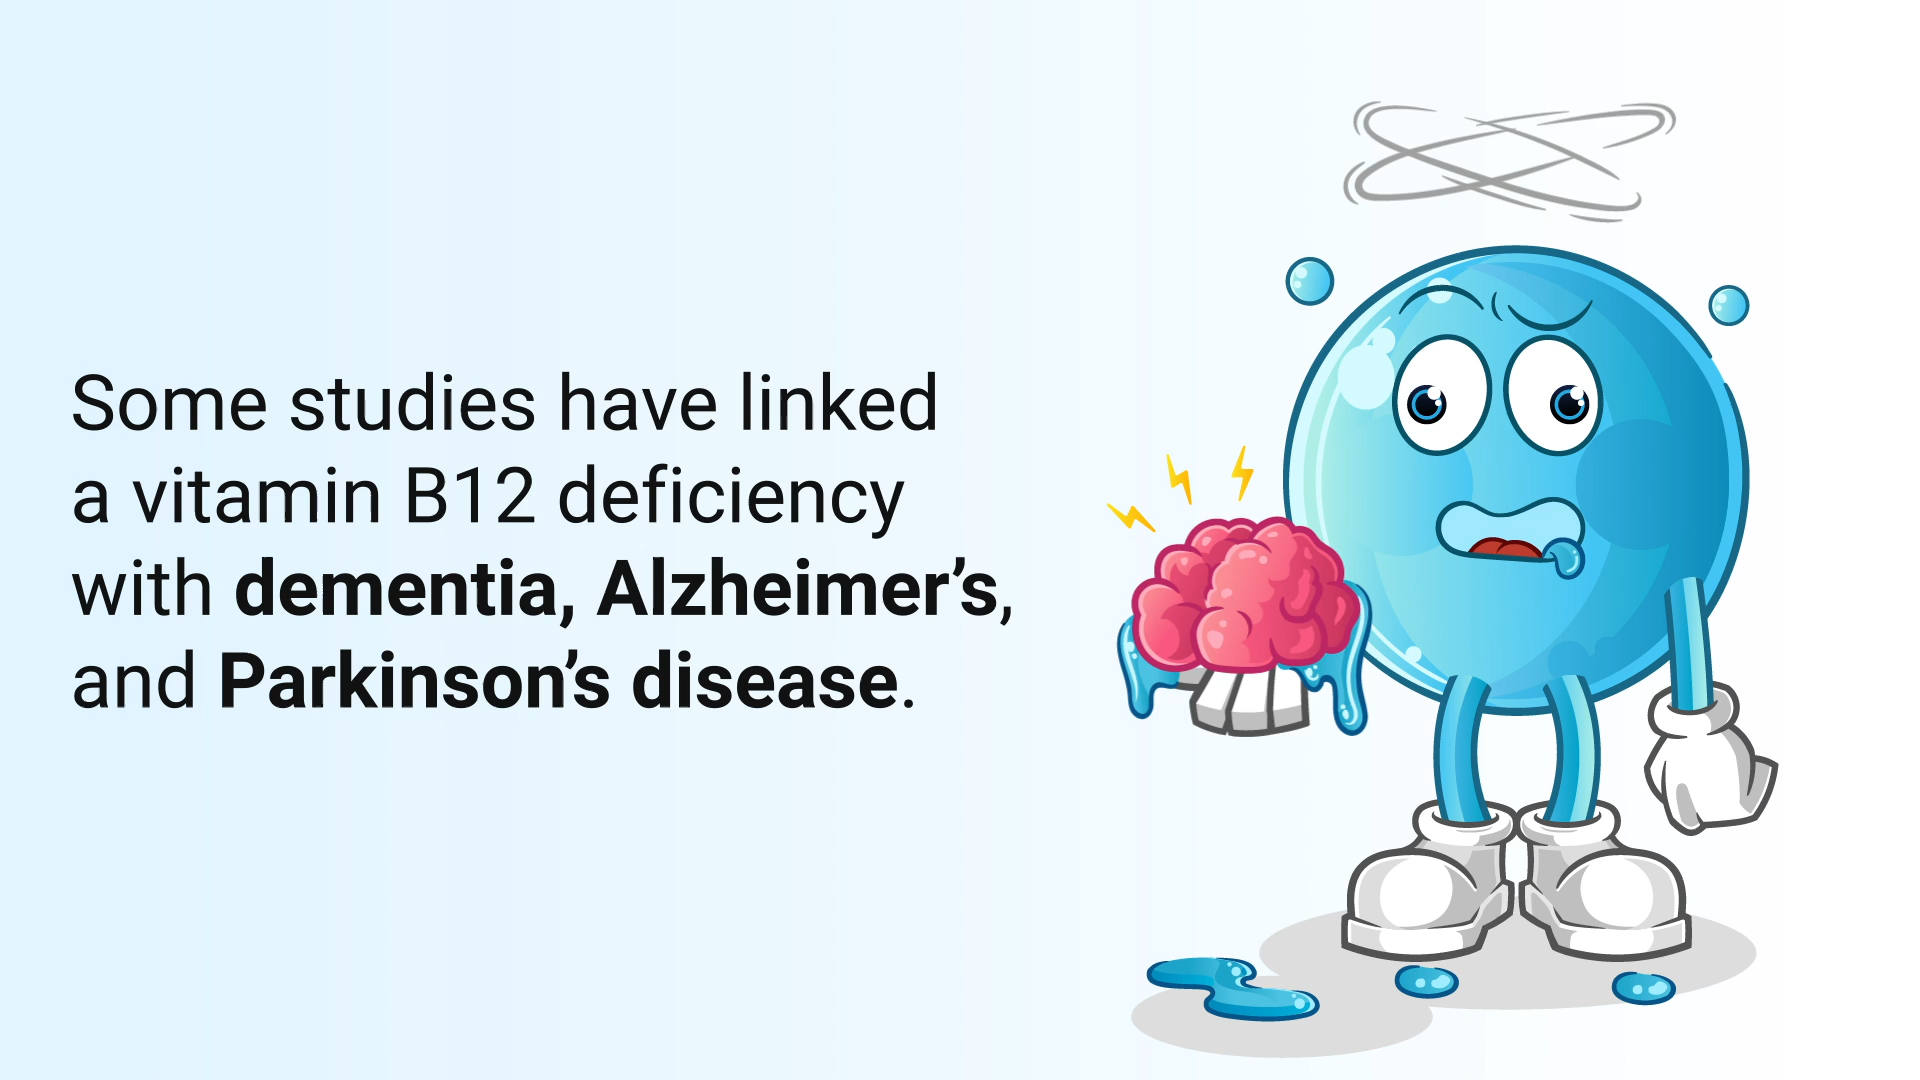 Some studies have linked
a vitamin B12 deficiency
with dementia, Alzheimer’s,
and Parkinson’s disease.